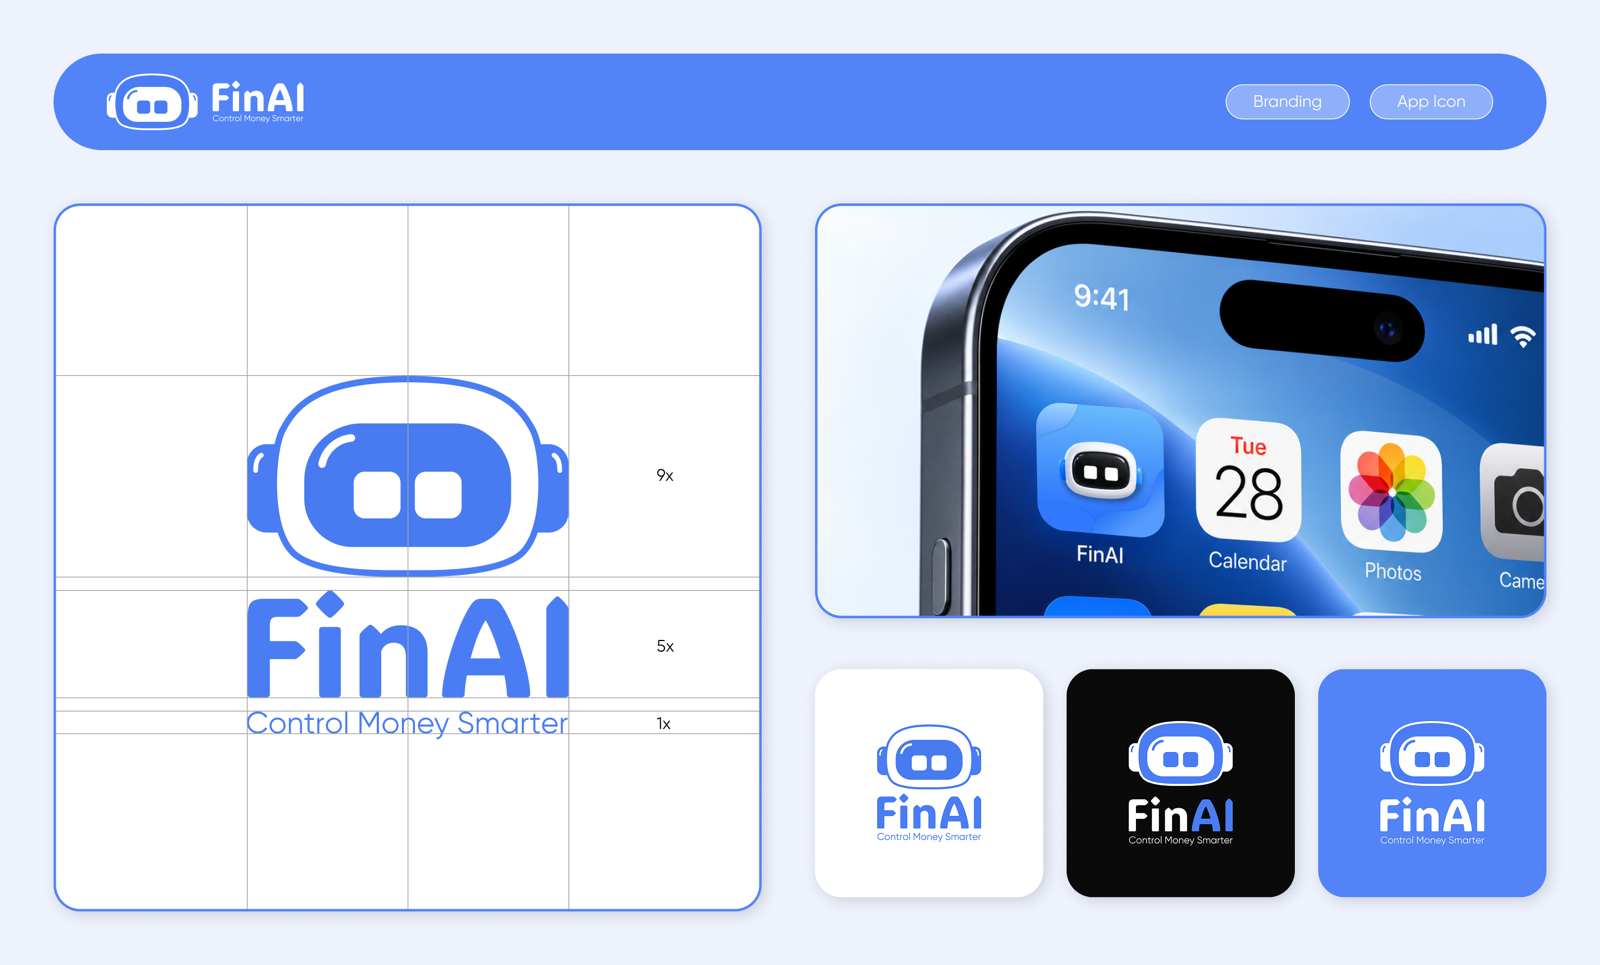 FinAI
Control Money Smarter
Branding
App Icon
9x
FinAI
5x
Control Money Smarter
1x
9:41
Tue
28
FinAI
Calendar
Photos
Came
FinAI
Control Money Smarter
FinAI
Control Money Smarter
FinAI
Control Money Smarter